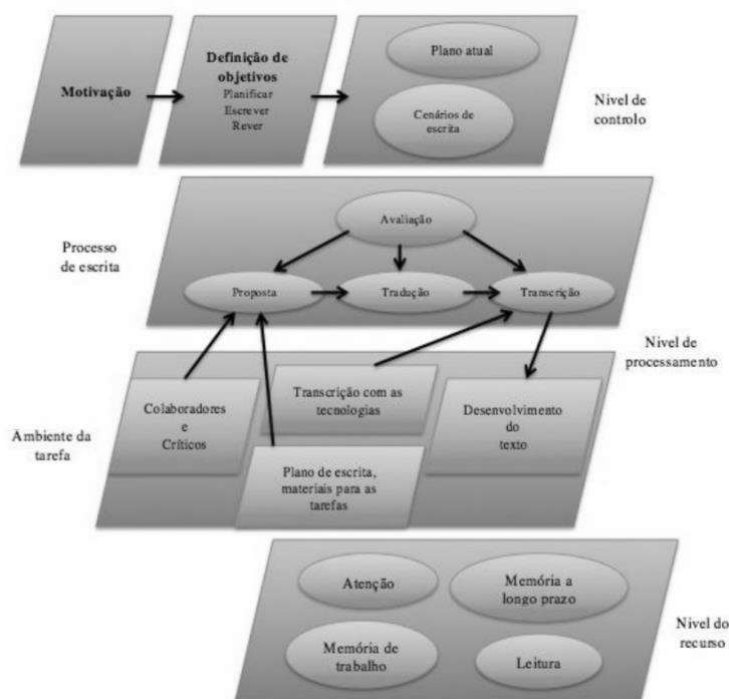 Motivação
Definição de
objetivos
Planificar
Escrever
Rever
Plano atual
Cenários de
escrita
Nivel de
controlo
Processo
de escrita
Avaliação
Proposta
Tradução
Transcrição
Nivel de
processamento
Ambiente da
tarefa
Colaboradores
e
Críticos
Transcrição com as
tecnologias
Plano de escrita,
materiais para as
tarefas
Desenvolvimento
do
texto
Atenção
Memória a
longo prazo
Memória de
trabalho
Leitura
Nivel do
recurso